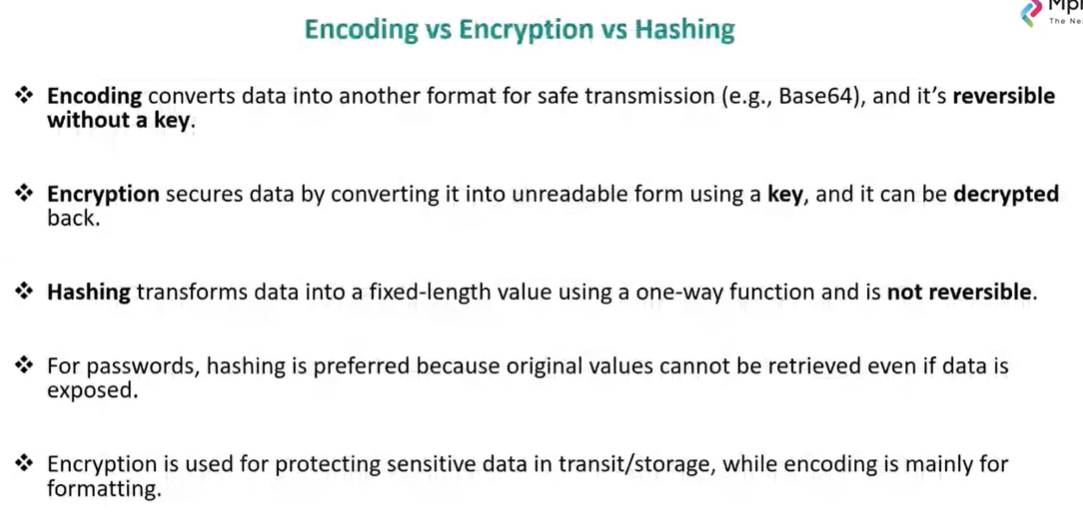 Encoding vs Encryption vs Hashing
The
❖ Encoding converts data into another format for safe transmission (e.g., Base64), and it's reversible
without a key.
❖ Encryption secures data by converting it into unreadable form using a key, and it can be decrypted
back.
❖ Hashing transforms data into a fixed-length value using a one-way function and is not reversible.
❖ For passwords, hashing is preferred because original values cannot be retrieved even if data is
exposed.
❖ Encryption is used for protecting sensitive data in transit/storage, while encoding is mainly for
formatting.